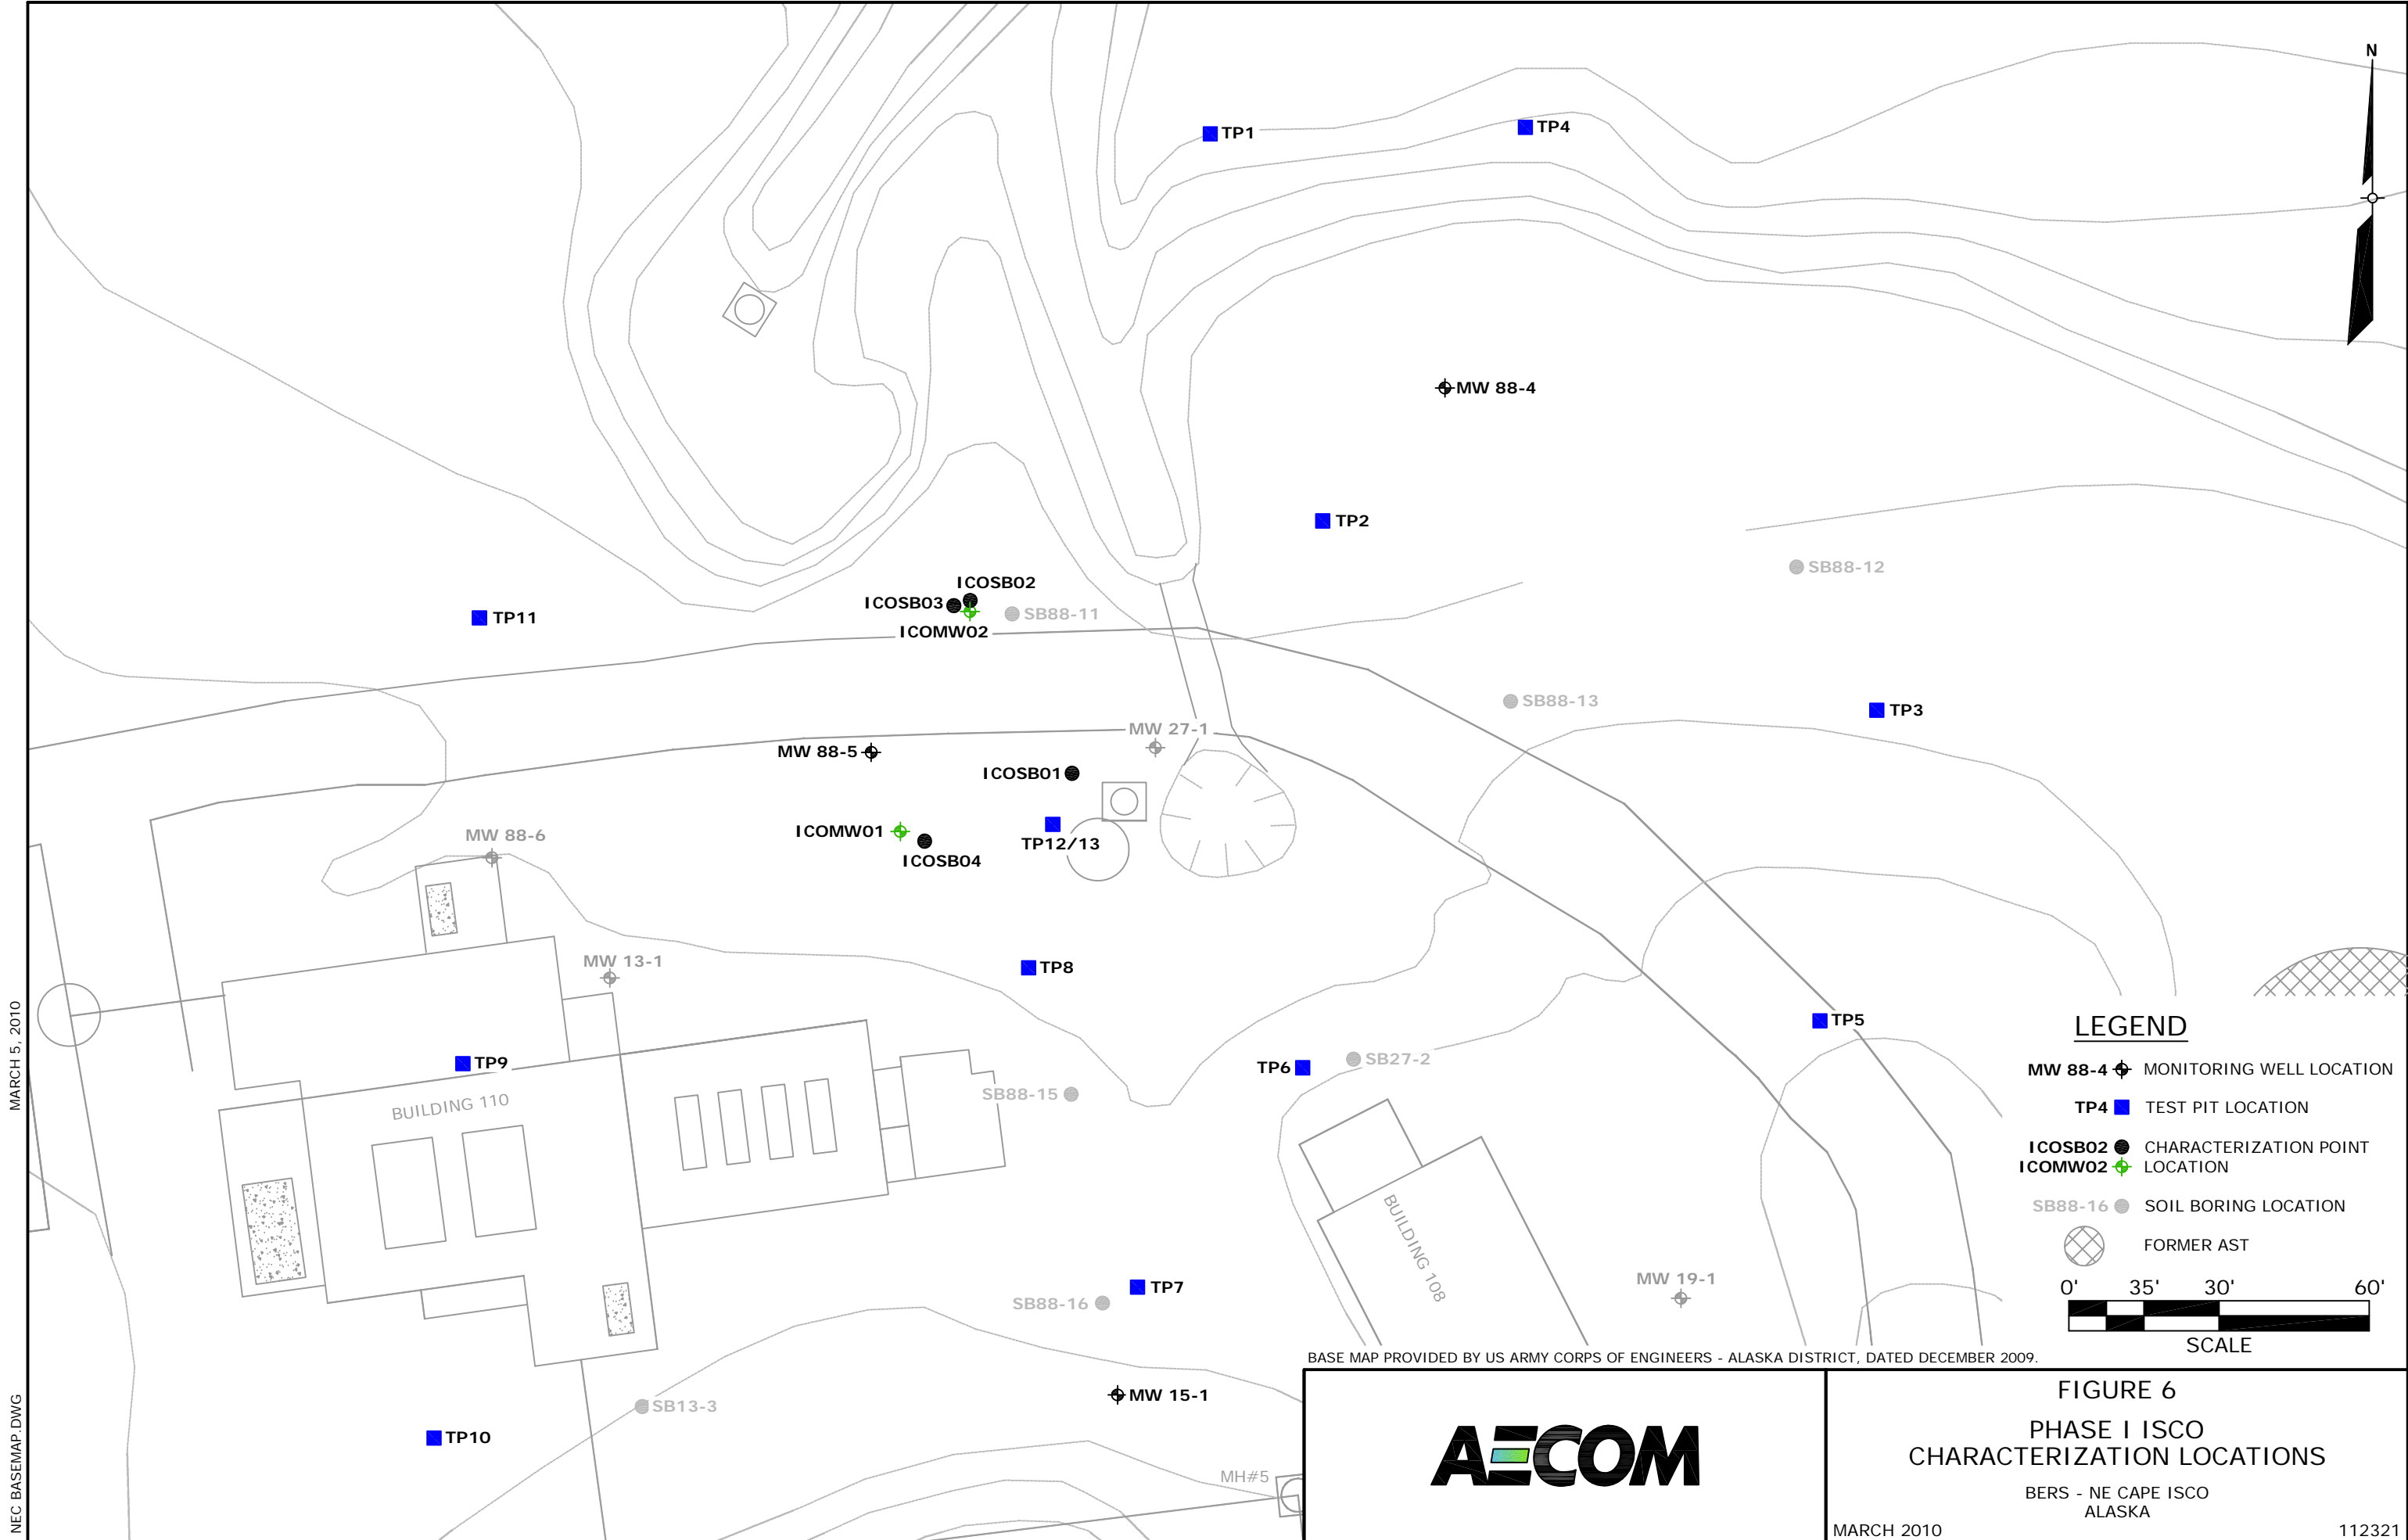 N
TP1
TP4
MW 88-4
TP2
SB88-12
ICOSB02
ICOSB03
SB88-11
TP11
ICOMW02
SB88-13
TP3
MW 27-1
MW 88-5
ICOSB01
ICOMW01
MW 88-6
TP12/13
ICOSB04
MW 13-1
TP8
TP5
TP9
TP6
SB27-2
SB88-15
BUILDING 110
BUILDING 108
TP7
SB88-16
MW 19-1
MW 15-1
SB13-3
TP10
MH#5
MARCH 5, 2010
NEC BASEMAP.DWG
LEGEND
MW 88-4 MONITORING WELL LOCATION
TP4 TEST PIT LOCATION
ICOSB02 CHARACTERIZATION POINT
ICOMW02 LOCATION
SB88-16 SOIL BORING LOCATION
FORMER AST
0' 35' 30' 60'
SCALE
BASE MAP PROVIDED BY US ARMY CORPS OF ENGINEERS - ALASKA DISTRICT, DATED DECEMBER 2009.
AECOM
FIGURE 6
PHASE I ISCO
CHARACTERIZATION LOCATIONS
BERS - NE CAPE ISCO
ALASKA
MARCH 2010 112321